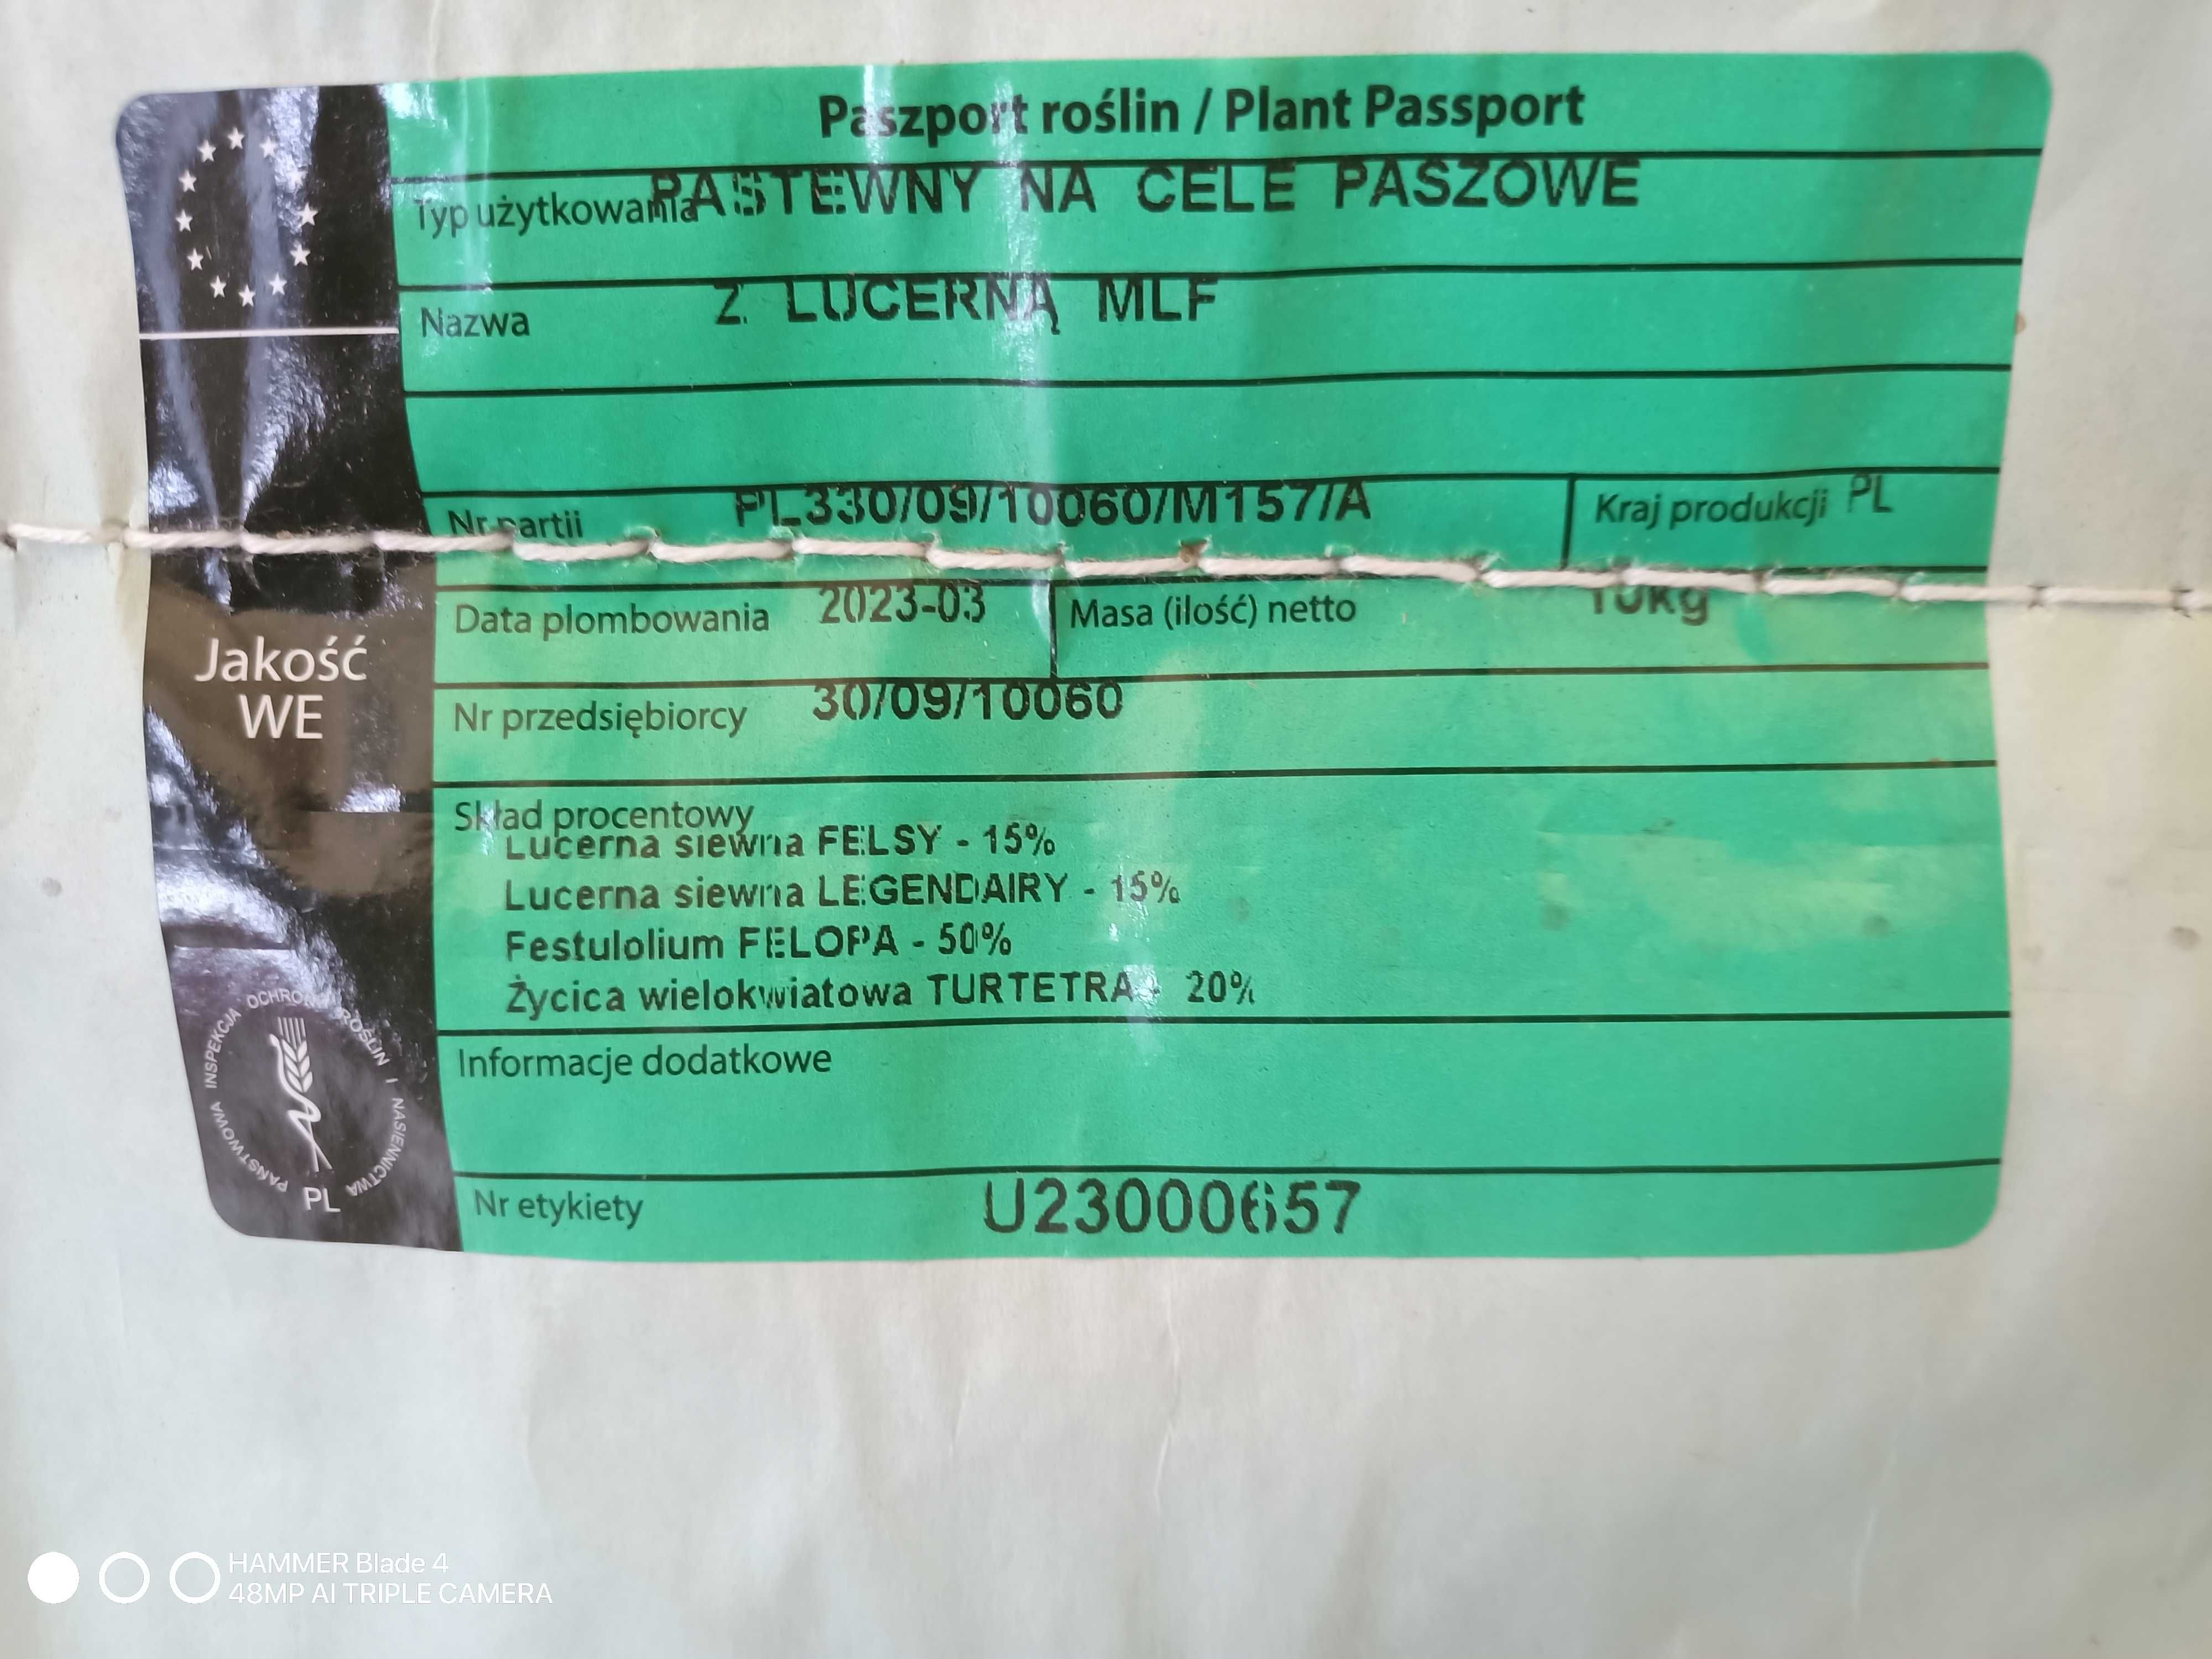 Paszport roślin / Plant Passport
Typ użytkowania PASTEWNY NA CELE PASZOWE
Nazwa Z LUCERNĄ MLF
Nr partii PL330/09/10060/M157/A Kraj produkcji PL
Data plombowania 2023-03 Masa (ilość) netto 10kg
Nr przedsiębiorcy 30/09/10060
Skład procentowy
Lucerna siewna FELSY - 15%
Lucerna siewna LEGENDAIRY - 15%
Festulolium FELOPA - 50%
Życica wielokwiatowa TURTETRA - 20%
Informacje dodatkowe
Nr etykiety U23000657
Jakość
WE
PAŃSTWOWA INSPEKCJA OCHRONY ROŚLIN I NASIENNICTWA
PL
HAMMER Blade 4
48MP AI TRIPLE CAMERA